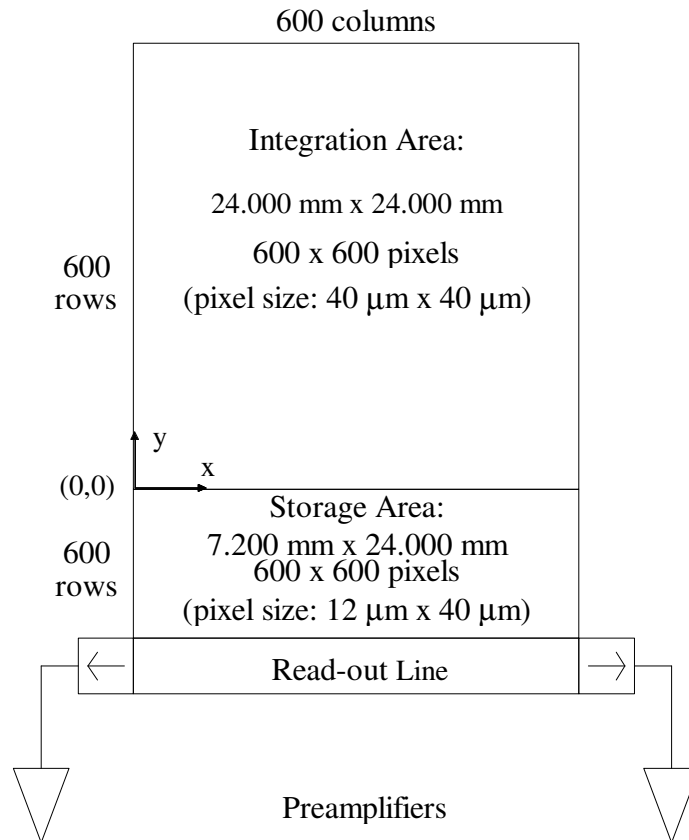 600 columns
Integration Area:
24.000 mm x 24.000 mm
600 x 600 pixels
(pixel size: 40 μm x 40 μm)
600
rows
y
x
(0,0)
Storage Area:
7.200 mm x 24.000 mm
600 x 600 pixels
(pixel size: 12 μm x 40 μm)
600
rows
Read-out Line
Preamplifiers